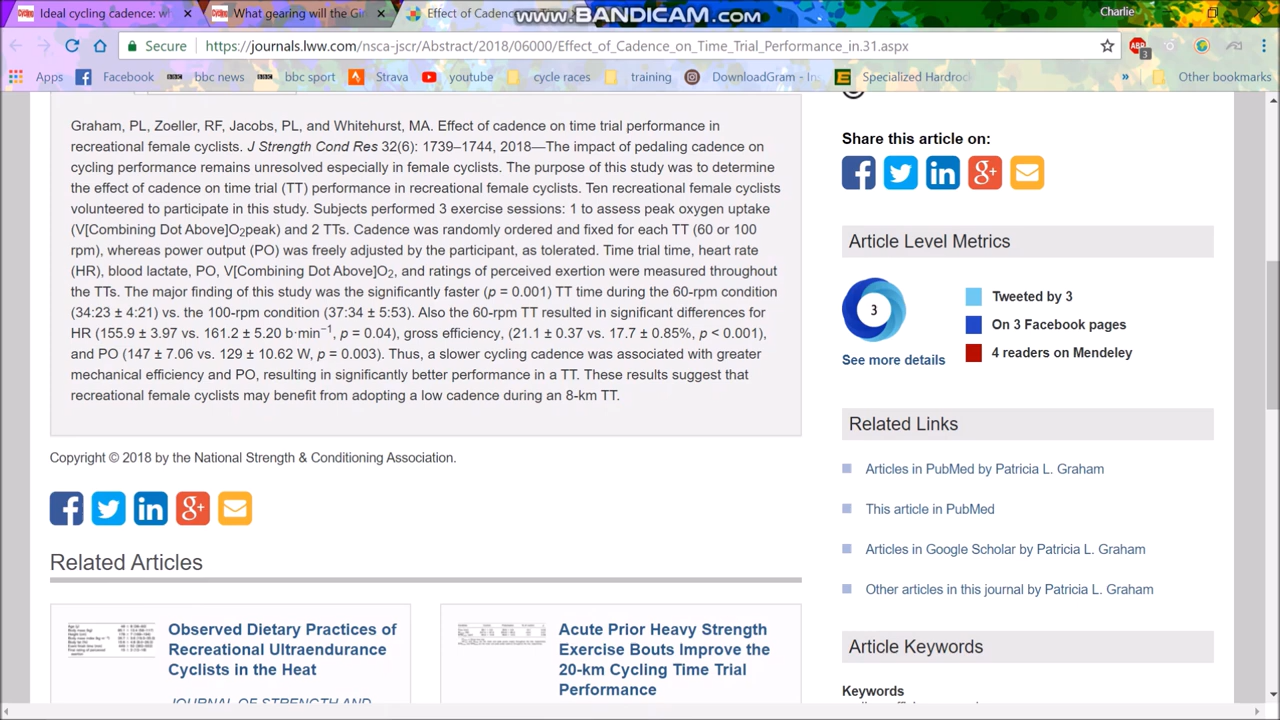 Ideal cycling cadence: wh
What gearing will the Gi
Effect of Cadenc
www.BANDICAM.com
Charlie
Secure
https://journals.lww.com/nsca-jscr/Abstract/2018/06000/Effect_of_Cadence_on_Time_Trial_Performance_in.31.aspx
ABP
3
Apps
Facebook
BBC
bbc news
BBC
bbc sport
Strava
youtube
cycle races
training
DownloadGram - In
Specialized Hardroc
»
Other bookmarks
Graham, PL, Zoeller, RF, Jacobs, PL, and Whitehurst, MA. Effect of cadence on time trial performance in
recreational female cyclists. J Strength Cond Res 32(6): 1739–1744, 2018—The impact of pedaling cadence on
cycling performance remains unresolved especially in female cyclists. The purpose of this study was to determine
the effect of cadence on time trial (TT) performance in recreational female cyclists. Ten recreational female cyclists
volunteered to participate in this study. Subjects performed 3 exercise sessions: 1 to assess peak oxygen uptake
(V[Combining Dot Above]O2peak) and 2 TTs. Cadence was randomly ordered and fixed for each TT (60 or 100
rpm), whereas power output (PO) was freely adjusted by the participant, as tolerated. Time trial time, heart rate
(HR), blood lactate, PO, V[Combining Dot Above]O2, and ratings of perceived exertion were measured throughout
the TTs. The major finding of this study was the significantly faster (p = 0.001) TT time during the 60-rpm condition
(34:23 ± 4:21) vs. the 100-rpm condition (37:34 ± 5:53). Also the 60-rpm TT resulted in significant differences for
HR (155.9 ± 3.97 vs. 161.2 ± 5.20 b·min−1, p = 0.04), gross efficiency, (21.1 ± 0.37 vs. 17.7 ± 0.85%, p < 0.001),
and PO (147 ± 7.06 vs. 129 ± 10.62 W, p = 0.003). Thus, a slower cycling cadence was associated with greater
mechanical efficiency and PO, resulting in significantly better performance in a TT. These results suggest that
recreational female cyclists may benefit from adopting a low cadence during an 8-km TT.
Copyright © 2018 by the National Strength & Conditioning Association.
Related Articles
Observed Dietary Practices of
Recreational Ultraendurance
Cyclists in the Heat
JOURNAL OF STRENGTH AND
Acute Prior Heavy Strength
Exercise Bouts Improve the
20-km Cycling Time Trial
Performance
Share this article on:
Article Level Metrics
3
Tweeted by 3
On 3 Facebook pages
4 readers on Mendeley
See more details
Related Links
Articles in PubMed by Patricia L. Graham
This article in PubMed
Articles in Google Scholar by Patricia L. Graham
Other articles in this journal by Patricia L. Graham
Article Keywords
Keywords